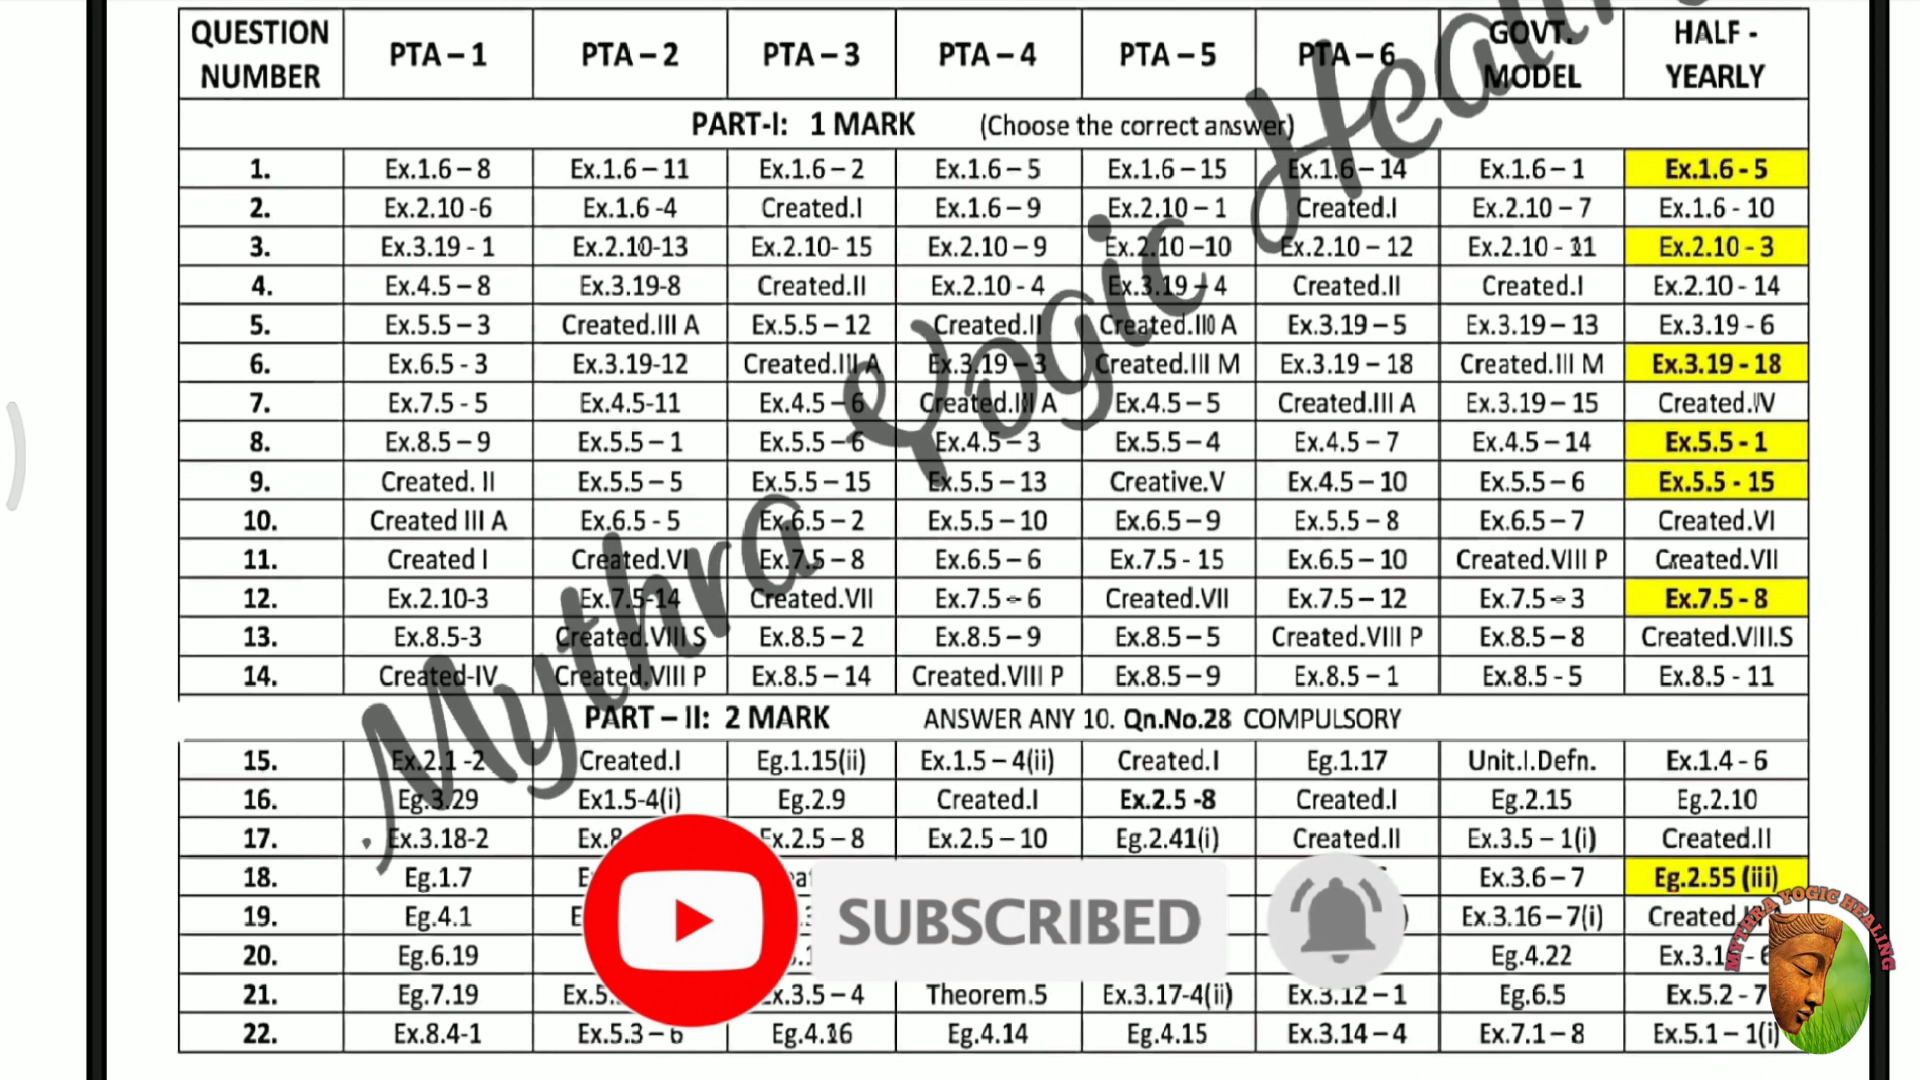 QUESTION NUMBER PTA – 1 PTA – 2 PTA – 3 PTA – 4 PTA – 5 PTA – 6 GOVT. MODEL HALF - YEARLY
PART-I: 1 MARK (Choose the correct answer)
1. Ex.1.6 – 8 Ex.1.6 – 11 Ex.1.6 – 2 Ex.1.6 – 5 Ex.1.6 – 15 Ex.1.6 – 14 Ex.1.6 – 1 Ex.1.6 - 5
2. Ex.2.10 -6 Ex.1.6 -4 Created.I Ex.1.6 – 9 Ex.2.10 – 1 Created.I Ex.2.10 – 7 Ex.1.6 - 10
3. Ex.3.19 - 1 Ex.2.10-13 Ex.2.10- 15 Ex.2.10 – 9 Ex.2.10 –10 Ex.2.10 – 12 Ex.2.10 - 11 Ex.2.10 - 3
4. Ex.4.5 – 8 Ex.3.19-8 Created.II Ex.2.10 - 4 Ex.3.19 – 4 Created.II Created.I Ex.2.10 - 14
5. Ex.5.5 – 3 Created.III A Ex.5.5 – 12 Created.II Created.III A Ex.3.19 – 5 Ex.3.19 – 13 Ex.3.19 - 6
6. Ex.6.5 - 3 Ex.3.19-12 Created.III A Ex.3.19 – 3 Created.III M Ex.3.19 – 18 Created.III M Ex.3.19 - 18
7. Ex.7.5 - 5 Ex.4.5-11 Ex.4.5 – 6 Created.III A Ex.4.5 – 5 Created.III A Ex.3.19 – 15 Created.IV
8. Ex.8.5 – 9 Ex.5.5 – 1 Ex.5.5 – 6 Ex.4.5 – 3 Ex.5.5 – 4 Ex.4.5 – 7 Ex.4.5 – 14 Ex.5.5 - 1
9. Created. II Ex.5.5 – 5 Ex.5.5 – 15 Ex.5.5 – 13 Creative.V Ex.4.5 – 10 Ex.5.5 – 6 Ex.5.5 - 15
10. Created III A Ex.6.5 - 5 Ex.6.5 – 2 Ex.5.5 – 10 Ex.6.5 – 9 Ex.5.5 – 8 Ex.6.5 – 7 Created.VI
11. Created I Created.VI Ex.7.5 – 8 Ex.6.5 – 6 Ex.7.5 - 15 Ex.6.5 – 10 Created.VIII P Created.VII
12. Ex.2.10-3 Ex.7.5-14 Created.VII Ex.7.5 – 6 Created.VII Ex.7.5 – 12 Ex.7.5 – 3 Ex.7.5 - 8
13. Ex.8.5-3 Created.VIII S Ex.8.5 – 2 Ex.8.5 – 9 Ex.8.5 – 5 Created.VIII P Ex.8.5 – 8 Created.VIII.S
14. Created-IV Created.VIII P Ex.8.5 – 14 Created.VIII P Ex.8.5 – 9 Ex.8.5 – 1 Ex.8.5 - 5 Ex.8.5 - 11
PART – II: 2 MARK ANSWER ANY 10. Qn.No.28 COMPULSORY
15. Ex.2.1 -2 Created.I Eg.1.15(ii) Ex.1.5 – 4(ii) Created.I Eg.1.17 Unit.I.Defn. Ex.1.4 - 6
16. Eg.3.29 Ex1.5-4(i) Eg.2.9 Created.I Ex.2.5 -8 Created.I Eg.2.15 Eg.2.10
17. Ex.3.18-2 Ex.2.5 – 8 Ex.2.5 – 10 Eg.2.41(i) Created.II Ex.3.5 – 1(i) Created.II
18. Eg.1.7 Ex.3.6 – 7 Eg.2.55 (iii)
19. Eg.4.1 Ex.3.16 – 7(i) Created
20. Eg.6.19 Eg.4.22
21. Eg.7.19 Ex.3.5 – 4 Theorem.5 Ex.3.17-4(ii) Ex.3.12 – 1 Eg.6.5 Ex.5.2 - 7
22. Ex.8.4-1 Ex.5.3 – 6 Eg.4.16 Eg.4.14 Eg.4.15 Ex.3.14 – 4 Ex.7.1 – 8 Ex.5.1 – 1(i)
SUBSCRIBED
Mythra Yogic Healing
MYTHRA YOGIC HEALING